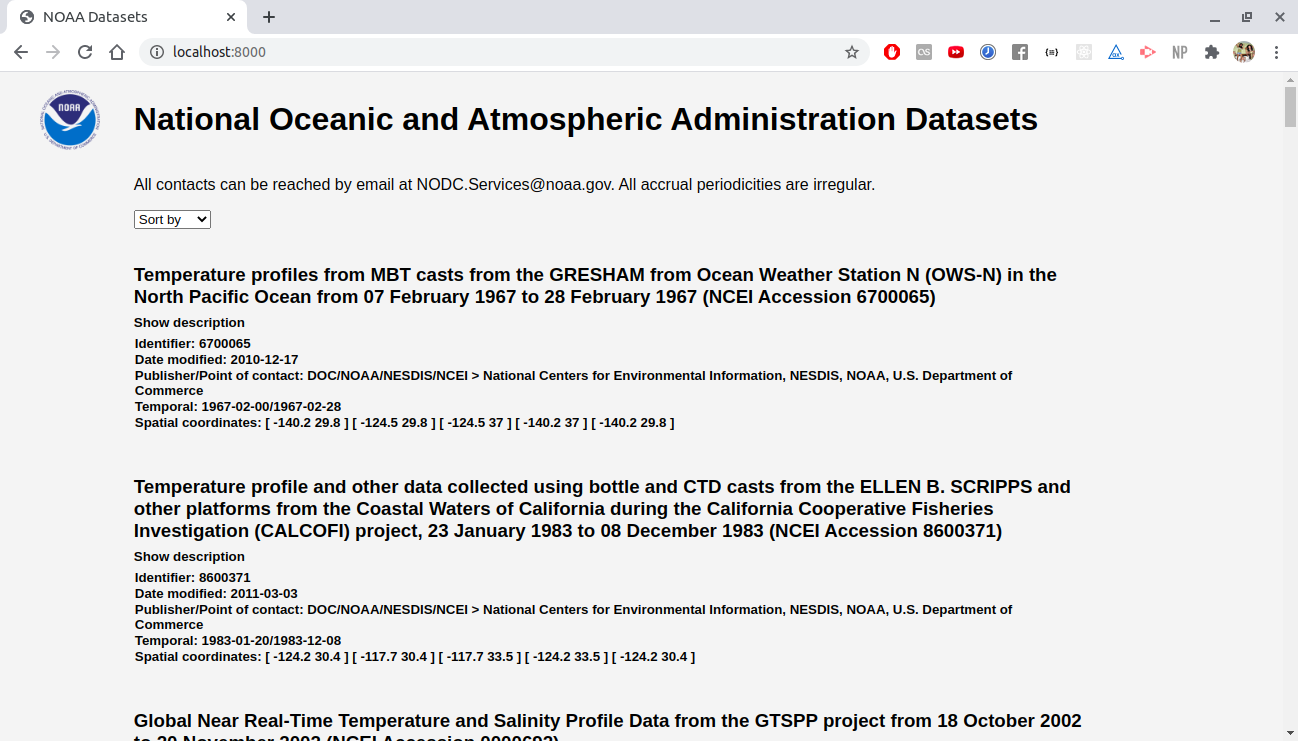 NOAA Datasets
localhost:8000
NP
NOAA
National Oceanic and Atmospheric Administration Datasets
All contacts can be reached by email at NODC.Services@noaa.gov. All accrual periodicities are irregular.
Sort by
Temperature profiles from MBT casts from the GRESHAM from Ocean Weather Station N (OWS-N) in the
North Pacific Ocean from 07 February 1967 to 28 February 1967 (NCEI Accession 6700065)
Show description
Identifier: 6700065
Date modified: 2010-12-17
Publisher/Point of contact: DOC/NOAA/NESDIS/NCEI > National Centers for Environmental Information, NESDIS, NOAA, U.S. Department of
Commerce
Temporal: 1967-02-00/1967-02-28
Spatial coordinates: [ -140.2 29.8 ] [ -124.5 29.8 ] [ -124.5 37 ] [ -140.2 37 ] [ -140.2 29.8 ]
Temperature profile and other data collected using bottle and CTD casts from the ELLEN B. SCRIPPS and
other platforms from the Coastal Waters of California during the California Cooperative Fisheries
Investigation (CALCOFI) project, 23 January 1983 to 08 December 1983 (NCEI Accession 8600371)
Show description
Identifier: 8600371
Date modified: 2011-03-03
Publisher/Point of contact: DOC/NOAA/NESDIS/NCEI > National Centers for Environmental Information, NESDIS, NOAA, U.S. Department of
Commerce
Temporal: 1983-01-20/1983-12-08
Spatial coordinates: [ -124.2 30.4 ] [ -117.7 30.4 ] [ -117.7 33.5 ] [ -124.2 33.5 ] [ -124.2 30.4 ]
Global Near Real-Time Temperature and Salinity Profile Data from the GTSPP project from 18 October 2002